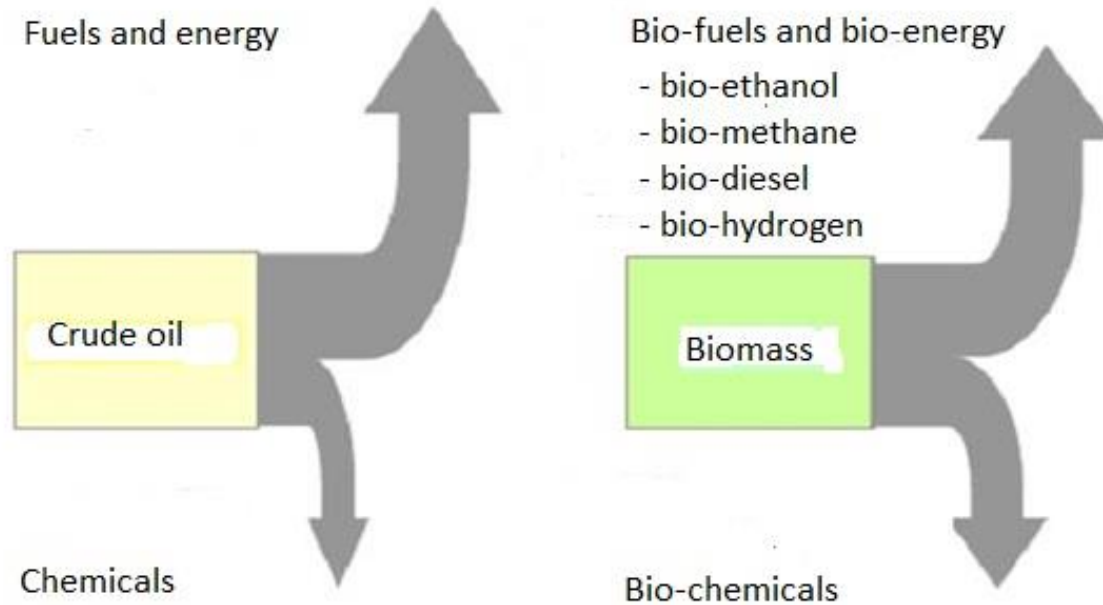 Fuels and energy
Crude oil
Chemicals
Bio-fuels and bio-energy
- bio-ethanol
- bio-methane
- bio-diesel
- bio-hydrogen
Biomass
Bio-chemicals